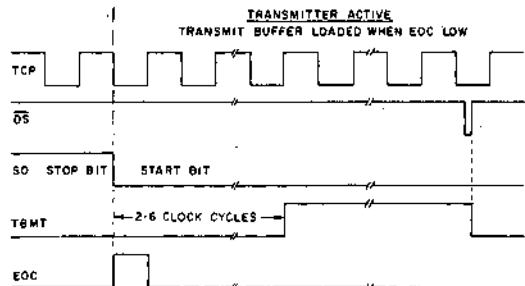 TRANSMITTER ACTIVE
TRANSMIT BUFFER LOADED WHEN EOC LOW
TCP
DS
SO STOP BIT START BIT
TBMT 2-6 CLOCK CYCLES
EOC